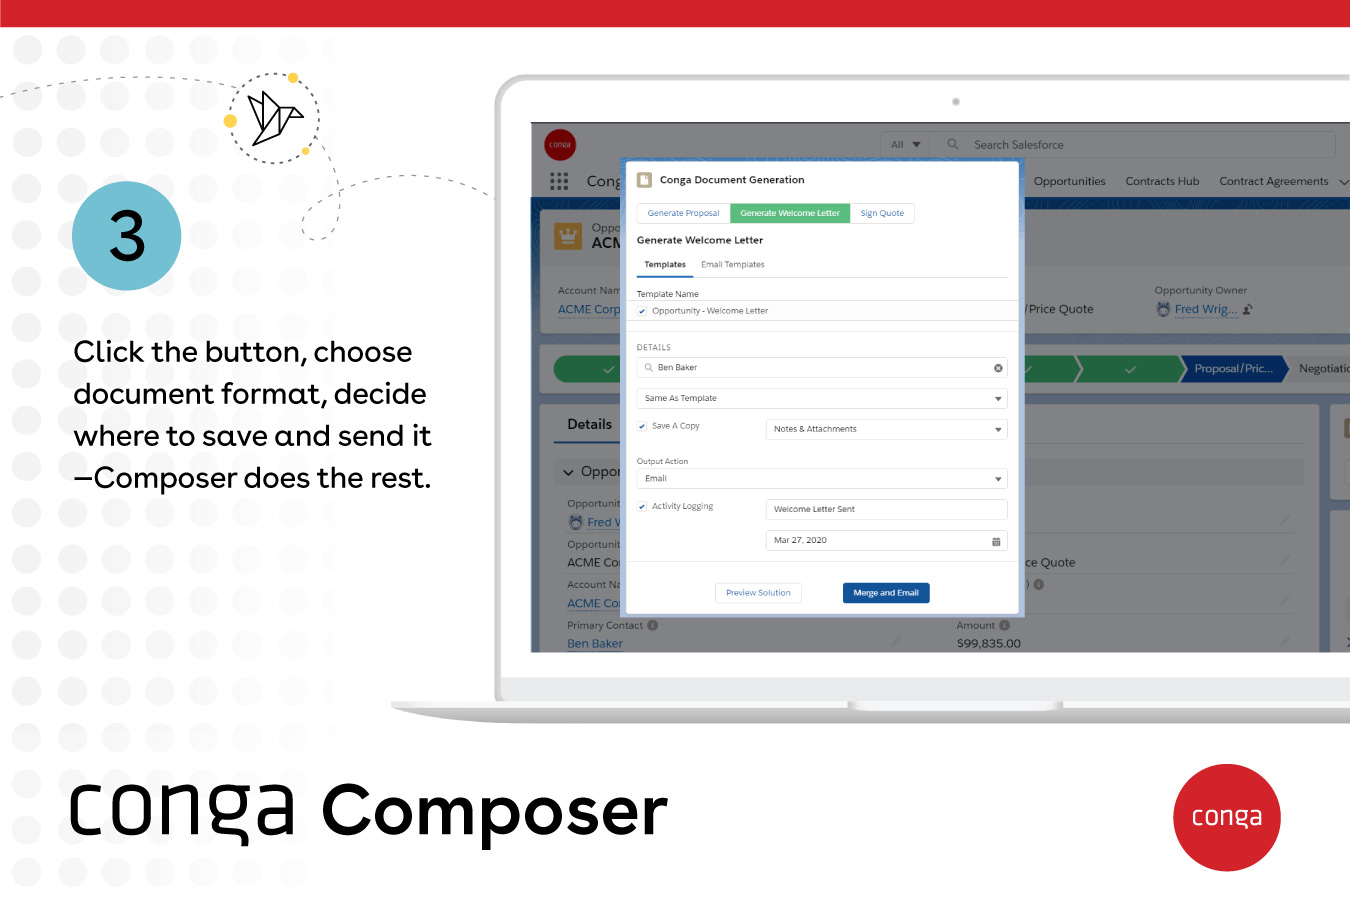 3
Click the button, choose
document format, decide
where to save and send it
—Composer does the rest.
conga
All
Search Salesforce
Cong
Opportunities
Contracts Hub
Contract Agreements
Oppo
ACM
Account Nam
ACME Corp
/Price Quote
Opportunity Owner
Fred Wrig...
Proposal/Pric...
Negotiatio
Details
Oppor
Opportunit
Fred W
Opportunit
ACME Co
ce Quote
Account Na
ACME Co
Primary Contact
Ben Baker
Amount
$99,835.00
Conga Document Generation
Generate Proposal
Generate Welcome Letter
Sign Quote
Generate Welcome Letter
Templates
Email Templates
Template Name
Opportunity - Welcome Letter
DETAILS
Ben Baker
Same As Template
Save A Copy
Notes & Attachments
Output Action
Email
Activity Logging
Welcome Letter Sent
Mar 27, 2020
Preview Solution
Merge and Email
conga Composer
conga